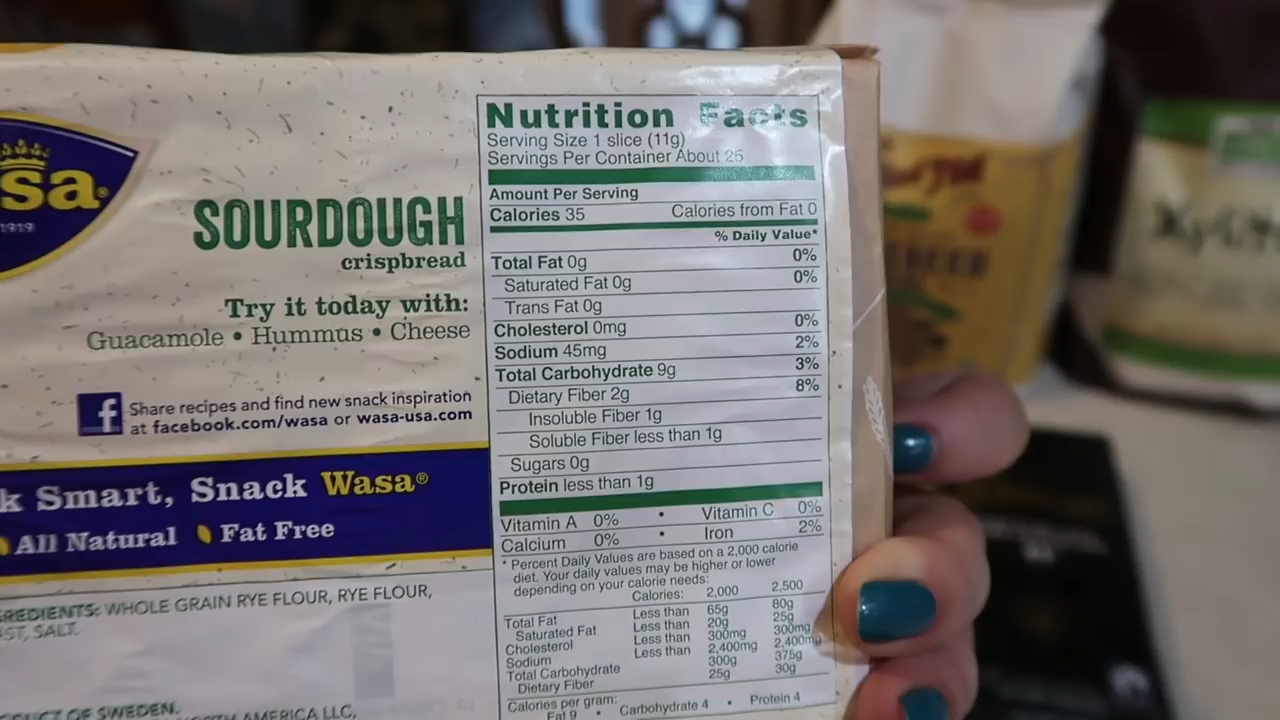 sa®
1919
SOURDOUGH
crispbread
Try it today with:
Guacamole • Hummus • Cheese
f
Share recipes and find new snack inspiration
at facebook.com/wasa or wasa-usa.com
k Smart, Snack Wasa®
All Natural Fat Free
REDIENTS: WHOLE GRAIN RYE FLOUR, RYE FLOUR,
ST, SALT.
DUCT OF SWEDEN.
AMERICA LLC,
Nutrition Facts
Serving Size 1 slice (11g)
Servings Per Container About 25
Amount Per Serving
Calories 35 Calories from Fat 0
% Daily Value*
Total Fat 0g 0%
Saturated Fat 0g 0%
Trans Fat 0g
Cholesterol 0mg 0%
Sodium 45mg 2%
Total Carbohydrate 9g 3%
Dietary Fiber 2g 8%
Insoluble Fiber 1g
Soluble Fiber less than 1g
Sugars 0g
Protein less than 1g
Vitamin A 0% • Vitamin C 0%
Calcium 0% • Iron 2%
* Percent Daily Values are based on a 2,000 calorie
diet. Your daily values may be higher or lower
depending on your calorie needs:
Calories: 2,000 2,500
Total Fat Less than 65g 80g
Saturated Fat Less than 20g 25g
Cholesterol Less than 300mg 300mg
Sodium Less than 2,400mg 2,400mg
Total Carbohydrate 300g 375g
Dietary Fiber 25g 30g
Calories per gram:
Fat 9 • Carbohydrate 4 • Protein 4